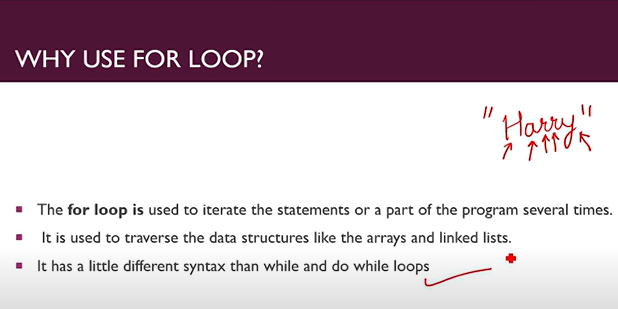 WHY USE FOR LOOP?
"Harry"
The for loop is used to iterate the statements or a part of the program several times.
It is used to traverse the data structures like the arrays and linked lists.
It has a little different syntax than while and do while loops